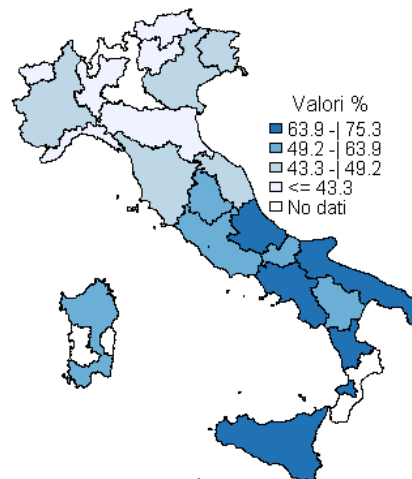 Valori %
63.9 -| 75.3
49.2 -| 63.9
43.3 -| 49.2
<= 43.3
No dati